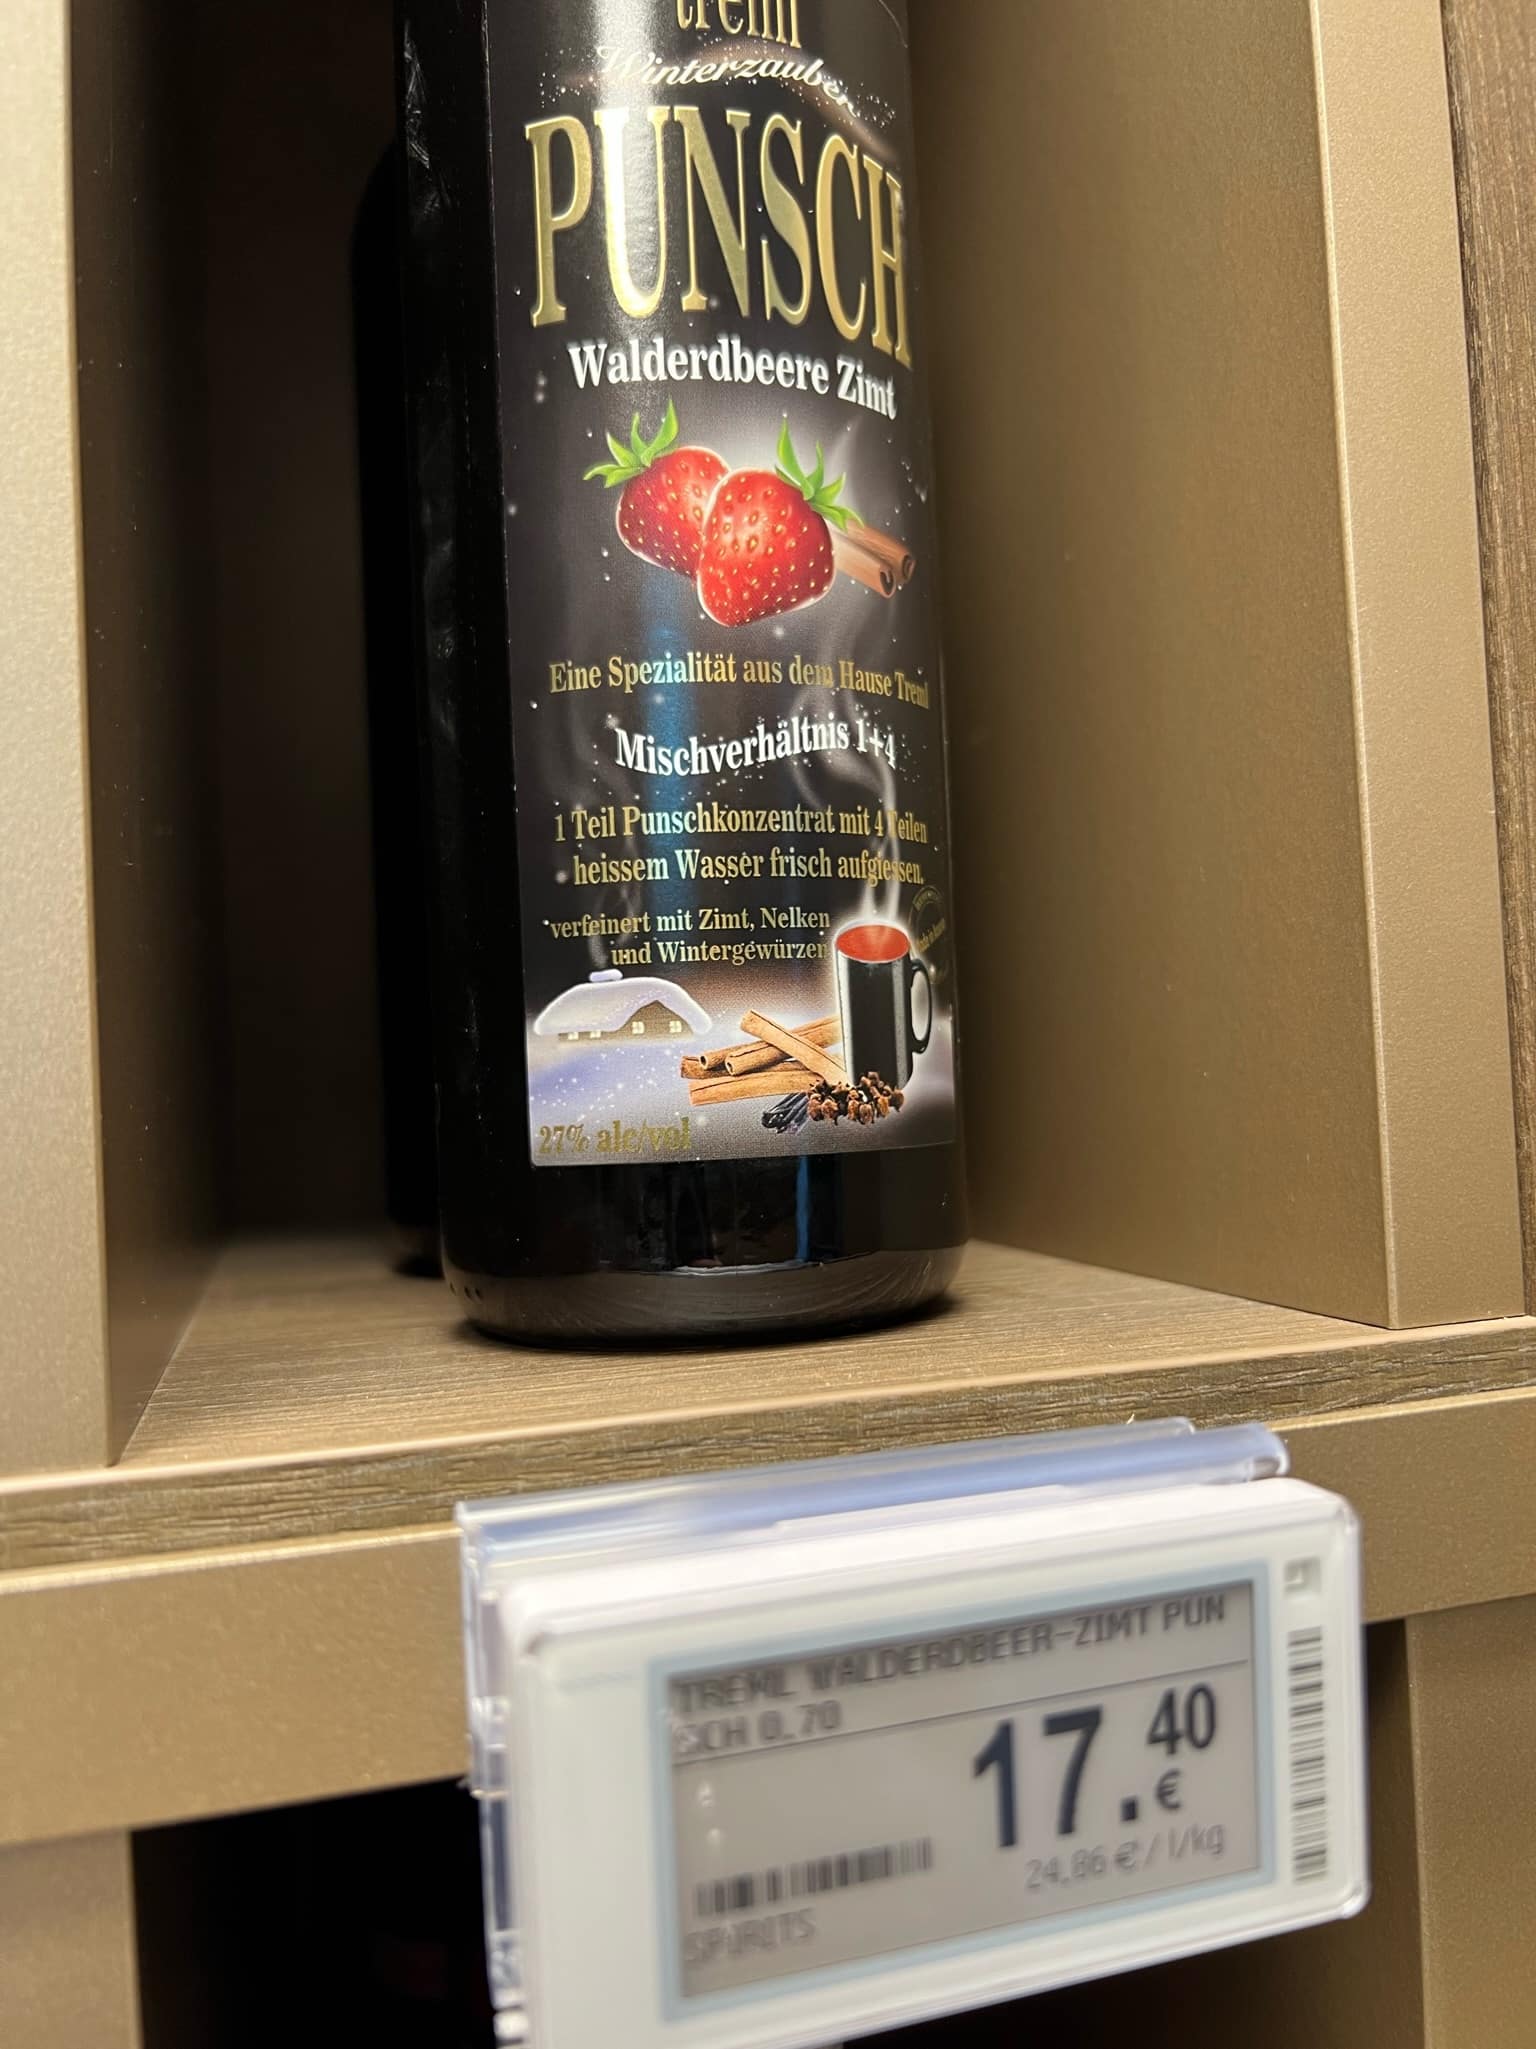 treml
Winterzauber
PUNSCH
Walderdbeere Zimt
Eine Spezialität aus dem Hause Treml
Mischverhältnis 1+4
1 Teil Punschkonzentrat mit 4 Teilen
heissem Wasser frisch aufgiessen.
verfeinert mit Zimt, Nelken
und Wintergewürzen
27% alc/vol
TREML WALDERDBEER-ZIMT PUN
SCH 0.70
17.40
€
24,86 €/l/kg
SPIRITS